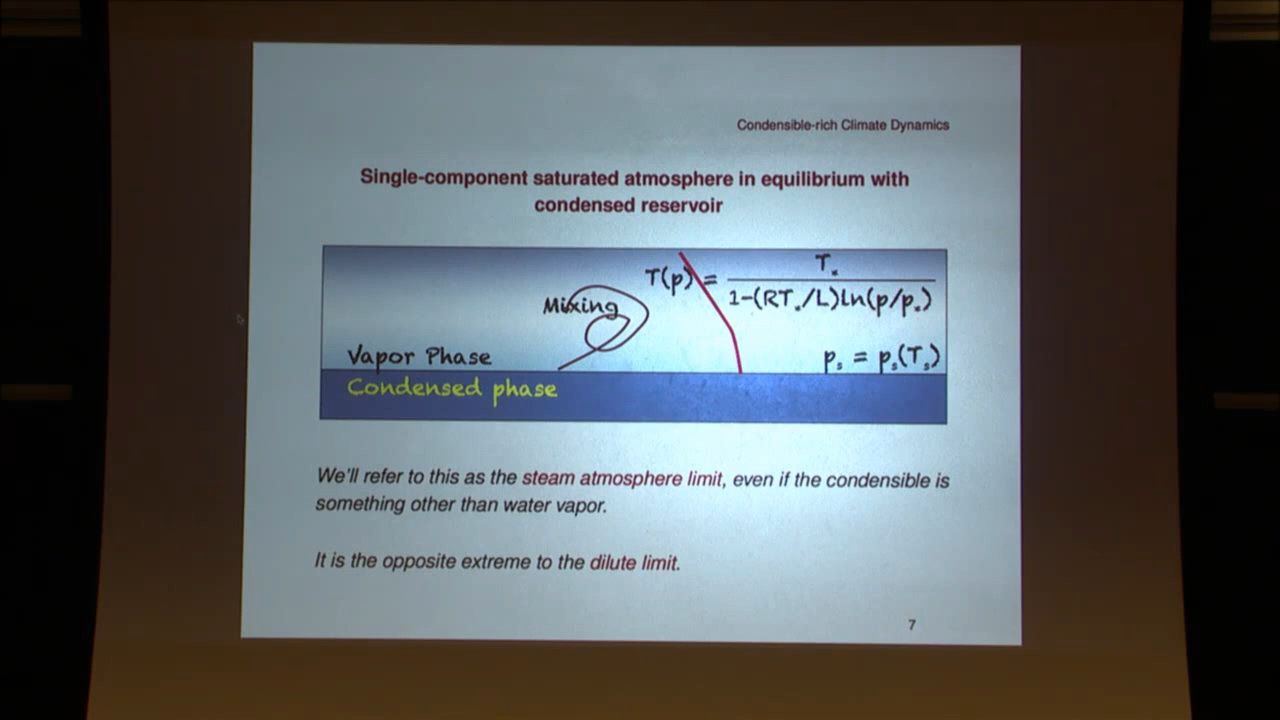 Condensible-rich Climate Dynamics
Single-component saturated atmosphere in equilibrium with
condensed reservoir
T(p) = T* / 1-(RT*/L)ln(p/p*)
Mixing
Vapor Phase
pₛ = pₛ(Tₛ)
Condensed phase
We'll refer to this as the steam atmosphere limit, even if the condensible is
something other than water vapor.
It is the opposite extreme to the dilute limit.
7